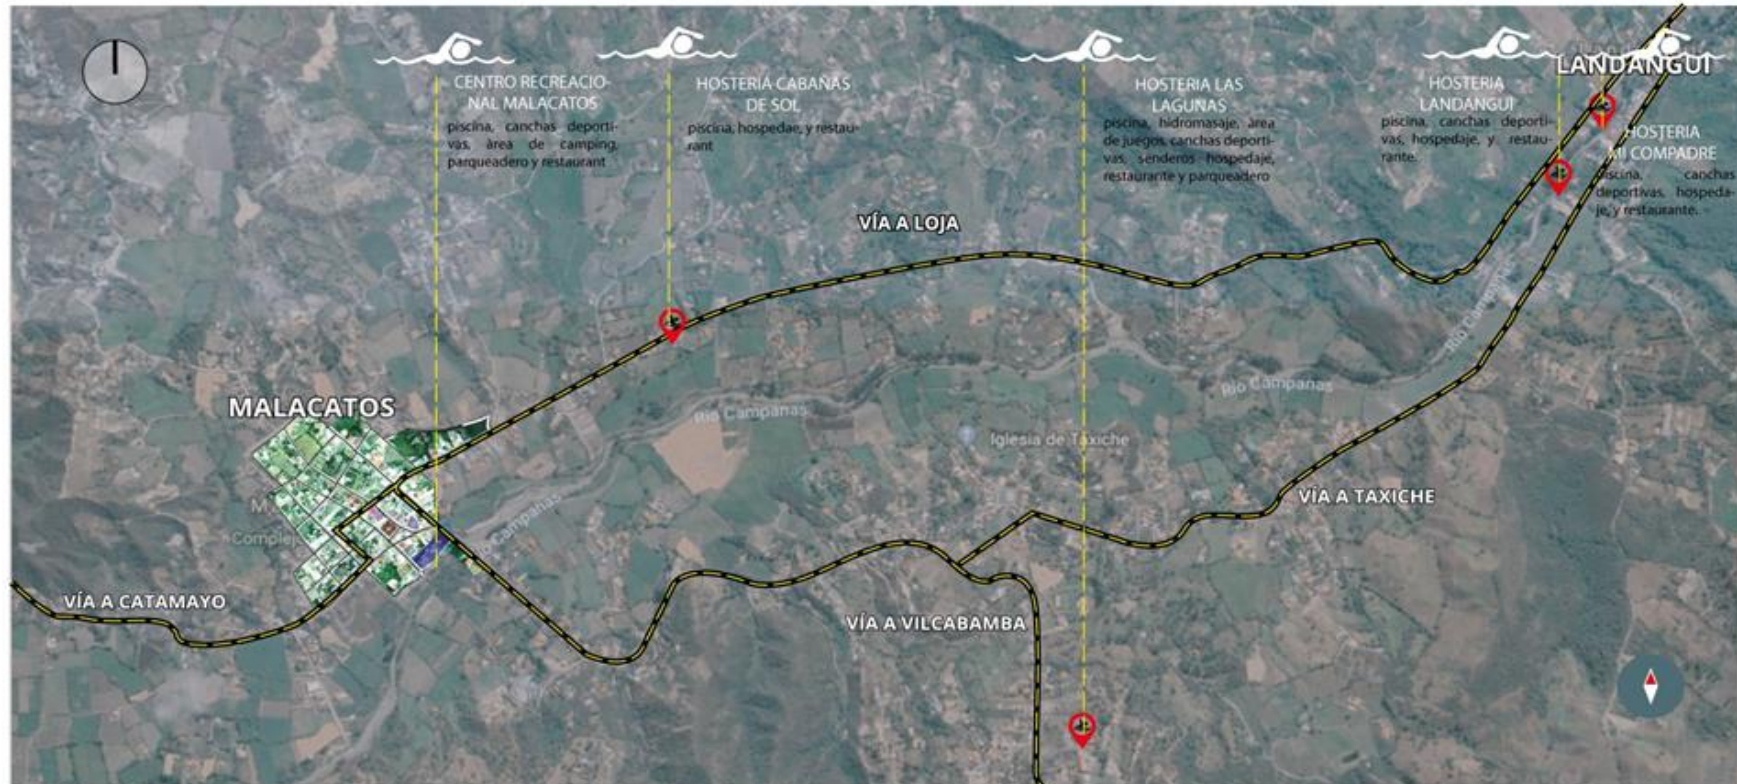 CENTRO RECREACIO-
NAL MALACATOS
piscina, canchas deporti-
vas, área de camping,
parqueadero y restaurant
HOSTERIA CABAÑAS
DE SOL
piscina, hospedae, y restau-
rant
HOSTERIA LAS
LAGUNAS
piscina, hidromasaje, área
de juegos, canchas deporti-
vas, senderos hospedaje,
restaurante y parqueadero
HOSTERIA
LANDANGUI
piscina, canchas deporti-
vas, hospedaje, y restau-
rante.
LANDANGUI
HOSTERIA
MI COMPADRE
piscina, canchas
deportivas, hospeda-
je, y restaurante.
VÍA A LOJA
Río Campanas
MALACATOS
Río Campanas
Río Campanas
Iglesia de Taxiche
VÍA A TAXICHE
Campanas
Complejo
VÍA A CATAMAYO
VÍA A VILCABAMBA